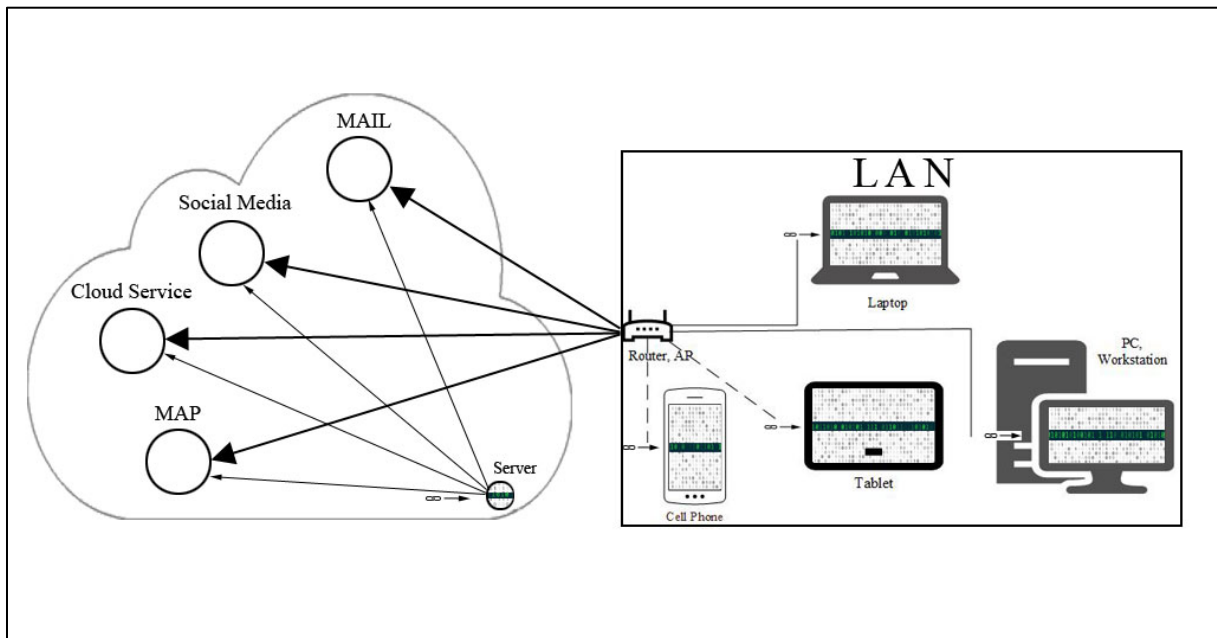 MAIL
Social Media
Cloud Service
MAP
Server
LAN
Laptop
Router, AP
PC,
Workstation
Cell Phone
Tablet